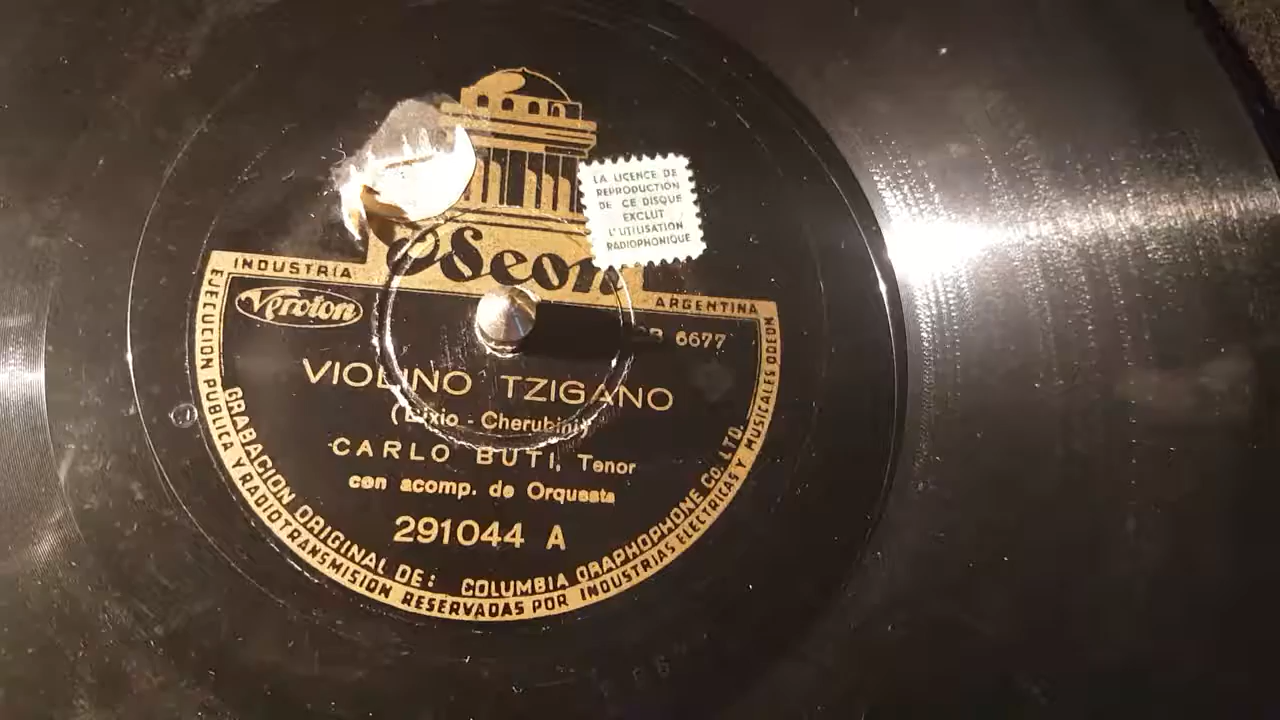 Odeon
LA LICENCE DE
REPRODUCTION
DE CE DISQUE
EXCLUT
L'UTILISATION
RADIOPHONIQUE
INDUSTRIA
ARGENTINA
Veroton
6677
VIOLINO TZIGANO
(Bixio - Cherubini)
CARLO BUTI, Tenor
con acomp. de Orquesta
291044 A
GRABACION ORIGINAL DE: COLUMBIA GRAPHOPHONE Co. LTD.
EJECUCION PUBLICA Y RADIOTRANSMISION RESERVADAS POR INDUSTRIAS ELECTRICAS Y MUSICALES ODEON